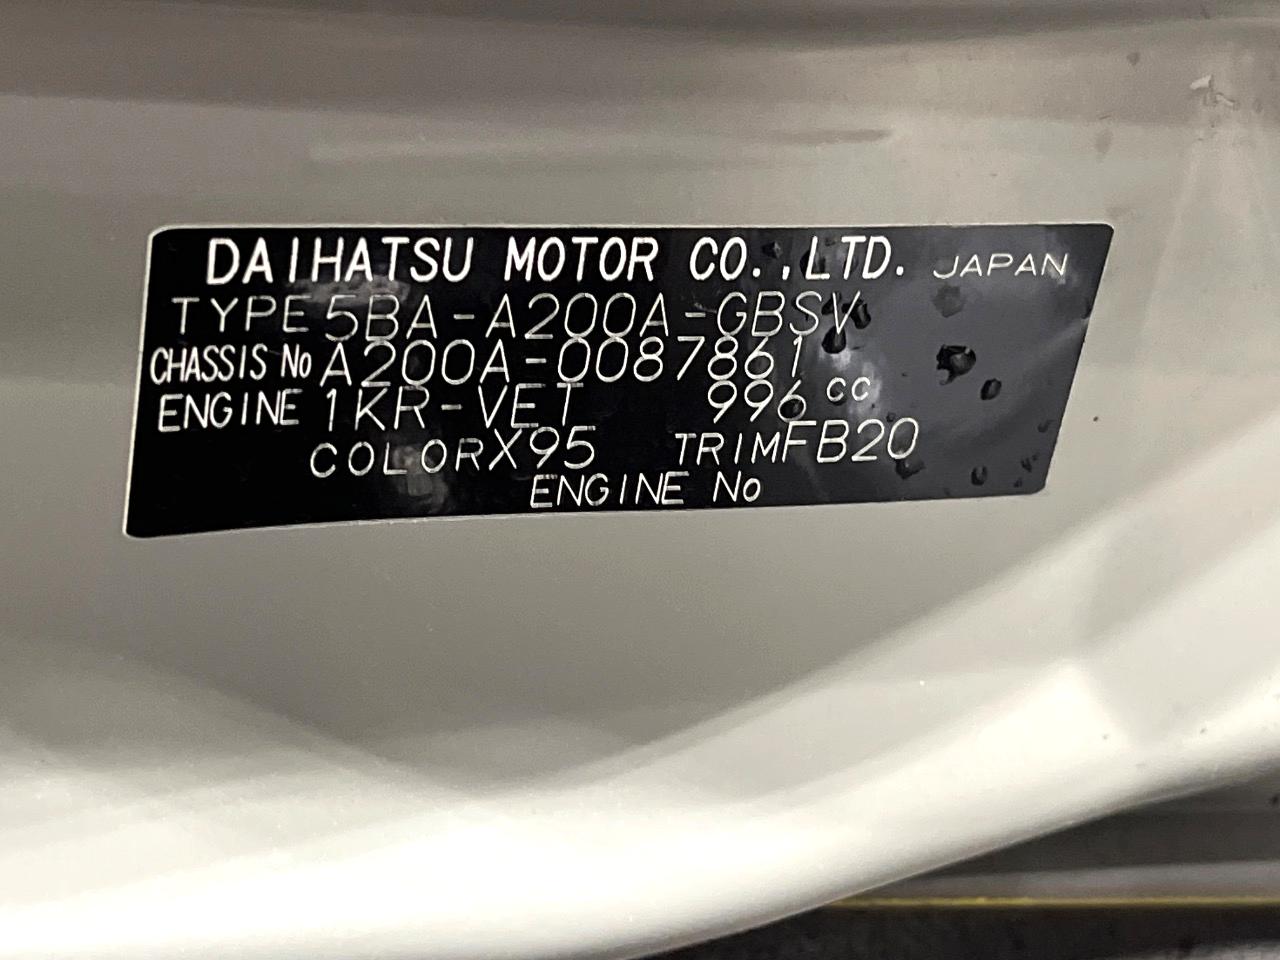 DAIHATSU MOTOR CO.,LTD. JAPAN
TYPE 5BA-A200A-GBSV
CHASSIS No A200A-0087861
ENGINE 1KR-VET 996 cc
COLOR X95 TRIM FB20
ENGINE No